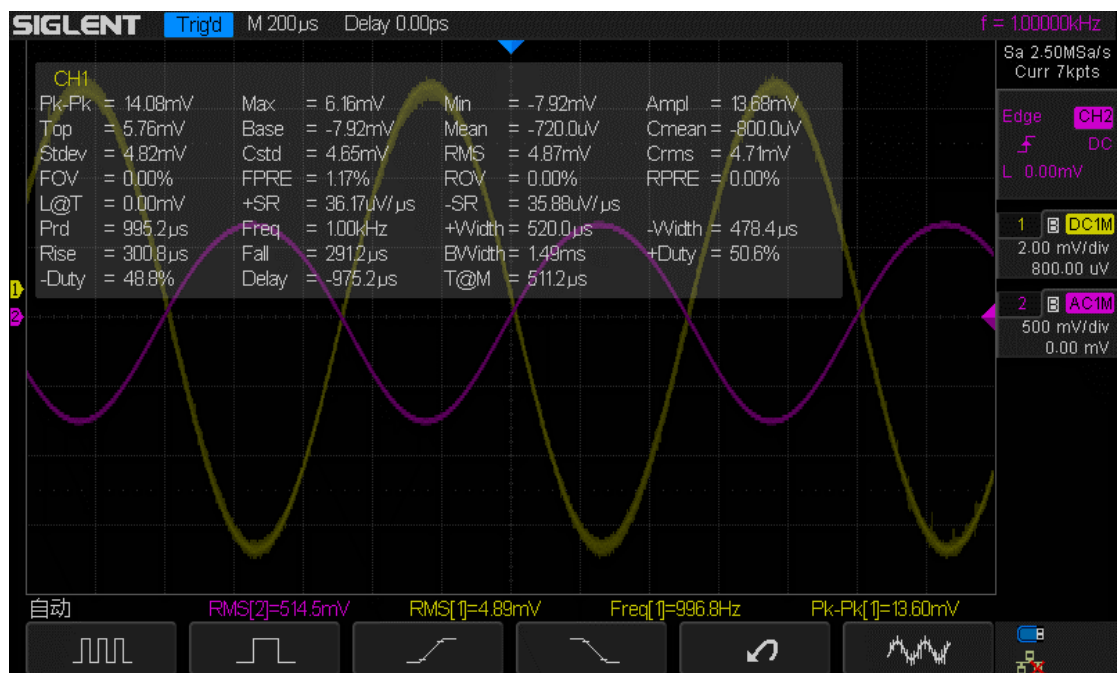 SIGLENT Trig'd M 200µs Delay 0.00ps f = 1.00000kHz
Sa 2.50MSa/s
Curr 7kpts
CH1
Pk-Pk = 14.08mV Max = 6.16mV Min = -7.92mV Ampl = 13.68mV
Top = 5.76mV Base = -7.92mV Mean = -720.0uV Cmean = -800.0uV
Stdev = 4.82mV Cstd = 4.65mV RMS = 4.87mV Crms = 4.71mV
FOV = 0.00% FPRE = 1.17% ROV = 0.00% RPRE = 0.00%
L@T = 0.00mV +SR = 36.17uV/µs -SR = 35.88uV/µs
Prd = 995.2µs Freq = 1.00kHz +Width = 520.0µs -Width = 478.4µs
Rise = 300.8µs Fall = 291.2µs BWidth = 1.49ms +Duty = 50.6%
-Duty = 48.8% Delay = -975.2µs T@M = 511.2µs
Edge CH2
DC
L 0.00mV
1 B DC1M
2.00 mV/div
800.00 uV
2 B AC1M
500 mV/div
0.00 mV
1
2
自动 RMS[2]=514.5mV RMS[1]=4.89mV Freq[1]=996.8Hz Pk-Pk[1]=13.60mV